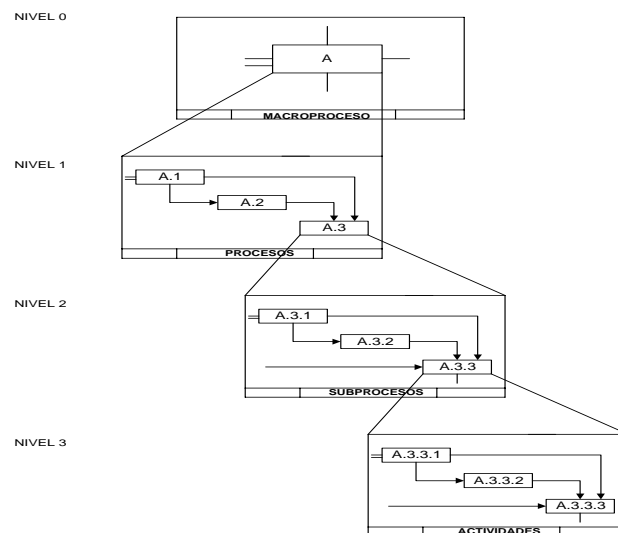 NIVEL 0
A
MACROPROCESO
NIVEL 1
A.1
A.2
A.3
PROCESOS
NIVEL 2
A.3.1
A.3.2
A.3.3
SUBPROCESOS
NIVEL 3
A.3.3.1
A.3.3.2
A.3.3.3
ACTIVIDADES